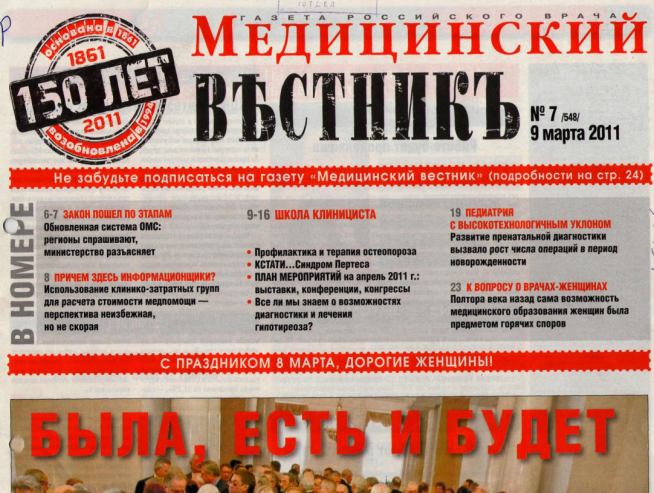 ГАЗЕТА РОССИЙСКОГО ВРАЧА
МЕДИЦИНСКИЙ
ВѢСТНИКЪ
основана в 1861
1861
150 ЛЕТ
2011
возобновлена в 1994
№ 7 /548/
9 марта 2011
Не забудьте подписаться на газету «Медицинский вестник» (подробности на стр. 24)
В НОМЕРЕ
6-7 ЗАКОН ПОШЕЛ ПО ЭТАПАМ
Обновленная система ОМС:
регионы спрашивают,
министерство разъясняет
8 ПРИЧЕМ ЗДЕСЬ ИНФОРМАЦИОНЩИКИ?
Использование клинико-затратных групп
для расчета стоимости медпомощи –
перспектива неизбежная,
но не скорая
9-16 ШКОЛА КЛИНИЦИСТА
• Профилактика и терапия остеопороза
• КСТАТИ...Синдром Пертеса
• ПЛАН МЕРОПРИЯТИЙ на апрель 2011 г.:
выставки, конференции, конгрессы
• Все ли мы знаем о возможностях
диагностики и лечения
гипотиреоза?
19 ПЕДИАТРИЯ
С ВЫСОКОТЕХНОЛОГИЧНЫМ УКЛОНОМ
Развитие пренатальной диагностики
вызвало рост числа операций в период
новорожденности
23 К ВОПРОСУ О ВРАЧАХ-ЖЕНЩИНАХ
Полтора века назад сама возможность
медицинского образования женщин была
предметом горячих споров
С ПРАЗДНИКОМ 8 МАРТА, ДОРОГИЕ ЖЕНЩИНЫ!
БЫЛА, ЕСТЬ И БУДЕТ